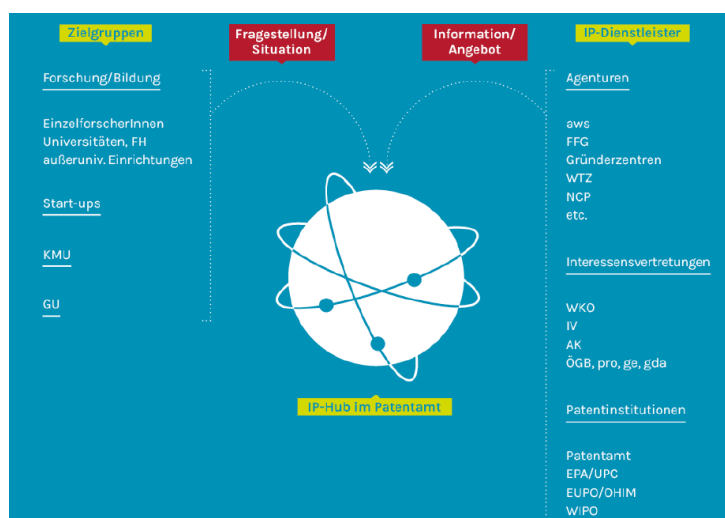 Zielgruppen
Fragestellung/
Situation
Information/
Angebot
IP-Dienstleister
Forschung/Bildung
EinzelforscherInnen
Universitäten, FH
außeruniv. Einrichtungen
Start-ups
KMU
GU
IP-Hub im Patentamt
Agenturen
aws
FFG
Gründerzentren
WTZ
NCP
etc.
Interessensvertretungen
WKO
IV
AK
ÖGB, pro, ge, gda
Patentinstitutionen
Patentamt
EPA/UPC
EUPO/OHIM
WIPO